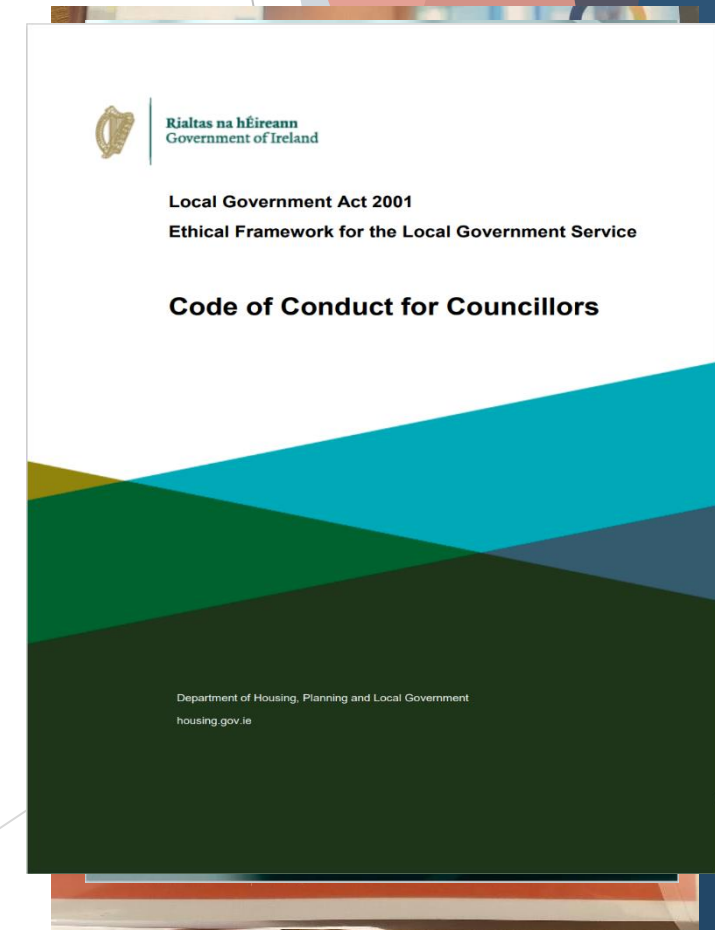 Rialtas na hÉireann
Government of Ireland
Local Government Act 2001
Ethical Framework for the Local Government Service
Code of Conduct for Councillors
Department of Housing, Planning and Local Government
housing.gov.ie